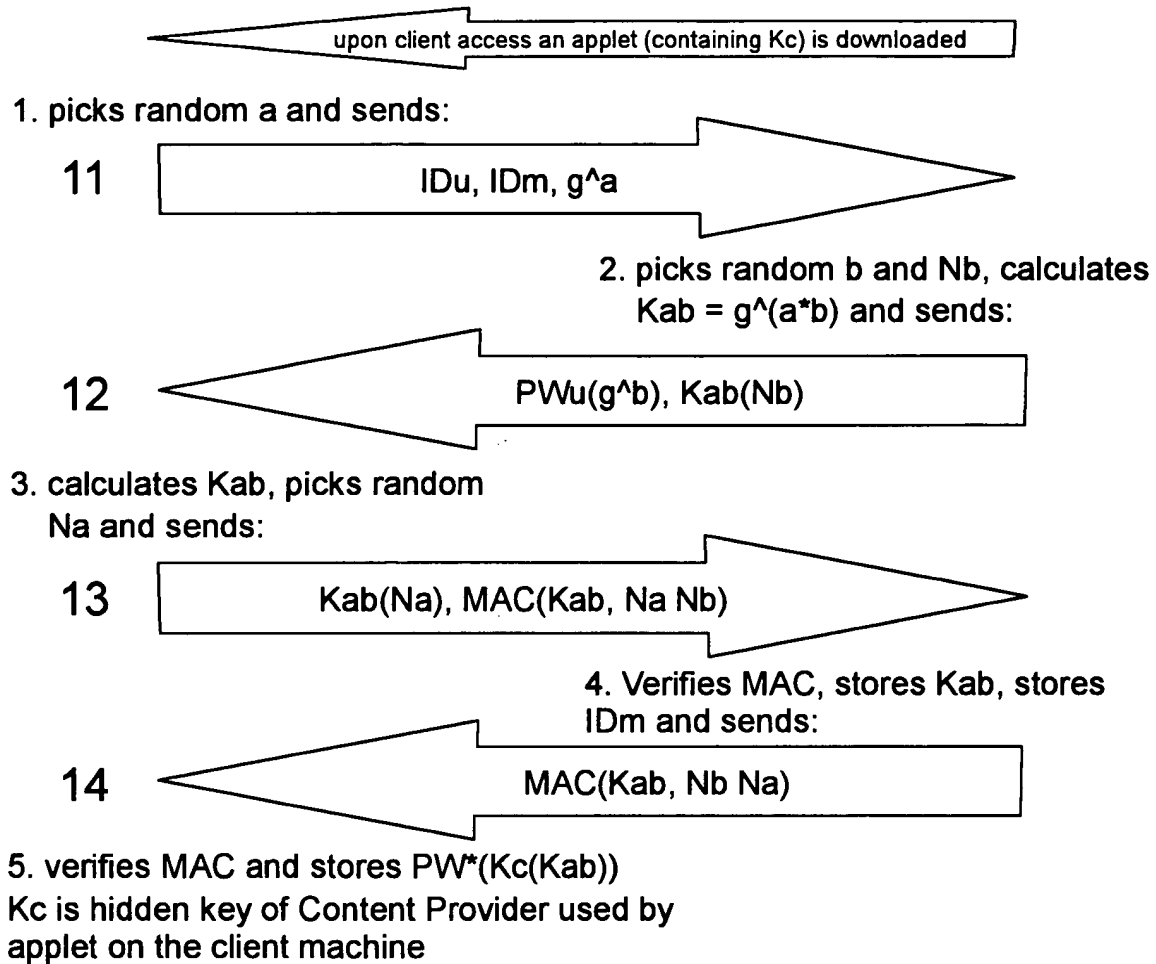 upon client access an applet (containing Kc) is downloaded
1. picks random a and sends:
11
IDu, IDm, g^a
2. picks random b and Nb, calculates
Kab = g^(a*b) and sends:
12
PWu(g^b), Kab(Nb)
3. calculates Kab, picks random
Na and sends:
13
Kab(Na), MAC(Kab, Na Nb)
4. Verifies MAC, stores Kab, stores
IDm and sends:
14
MAC(Kab, Nb Na)
5. verifies MAC and stores PW*(Kc(Kab))
Kc is hidden key of Content Provider used by
applet on the client machine